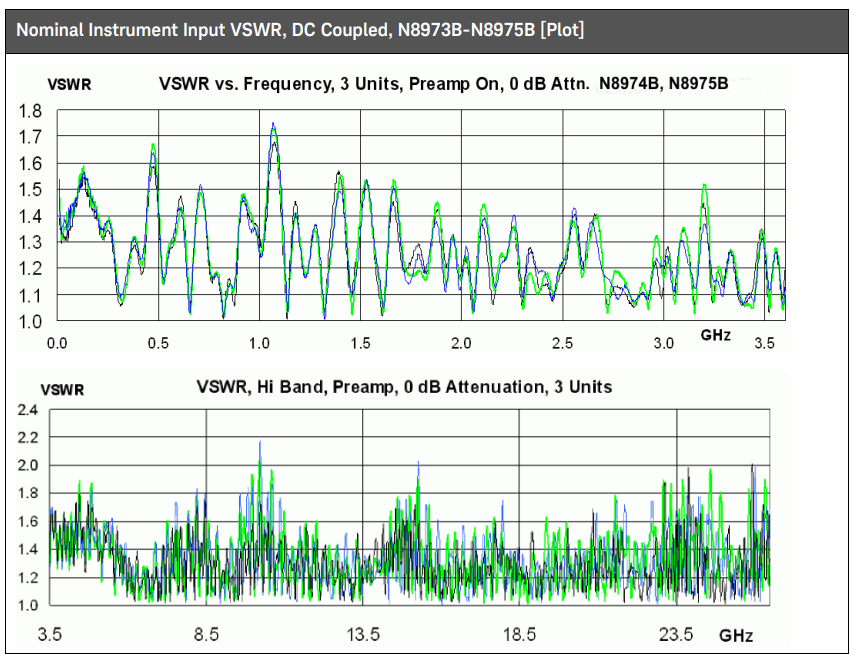 Nominal Instrument Input VSWR, DC Coupled, N8973B-N8975B [Plot]
VSWR
VSWR vs. Frequency, 3 Units, Preamp On, 0 dB Attn. N8974B, N8975B
1.8
1.7
1.6
1.5
1.4
1.3
1.2
1.1
1.0
0.0 0.5 1.0 1.5 2.0 2.5 3.0 GHz 3.5
VSWR
VSWR, Hi Band, Preamp, 0 dB Attenuation, 3 Units
2.4
2.2
2.0
1.8
1.6
1.4
1.2
1.0
3.5 8.5 13.5 18.5 23.5 GHz